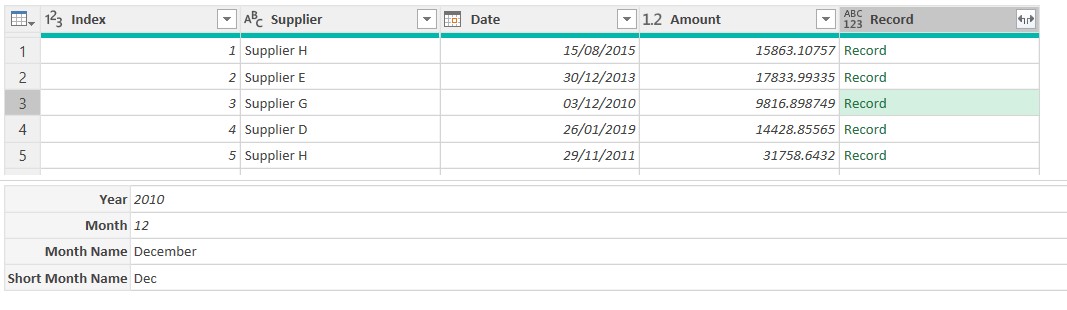 123 Index ABC Supplier Date 1.2 Amount ABC 123 Record
1 1 Supplier H 15/08/2015 15863.10757 Record
2 2 Supplier E 30/12/2013 17833.99335 Record
3 3 Supplier G 03/12/2010 9816.898749 Record
4 4 Supplier D 26/01/2019 14428.85565 Record
5 5 Supplier H 29/11/2011 31758.6432 Record
Year 2010
Month 12
Month Name December
Short Month Name Dec